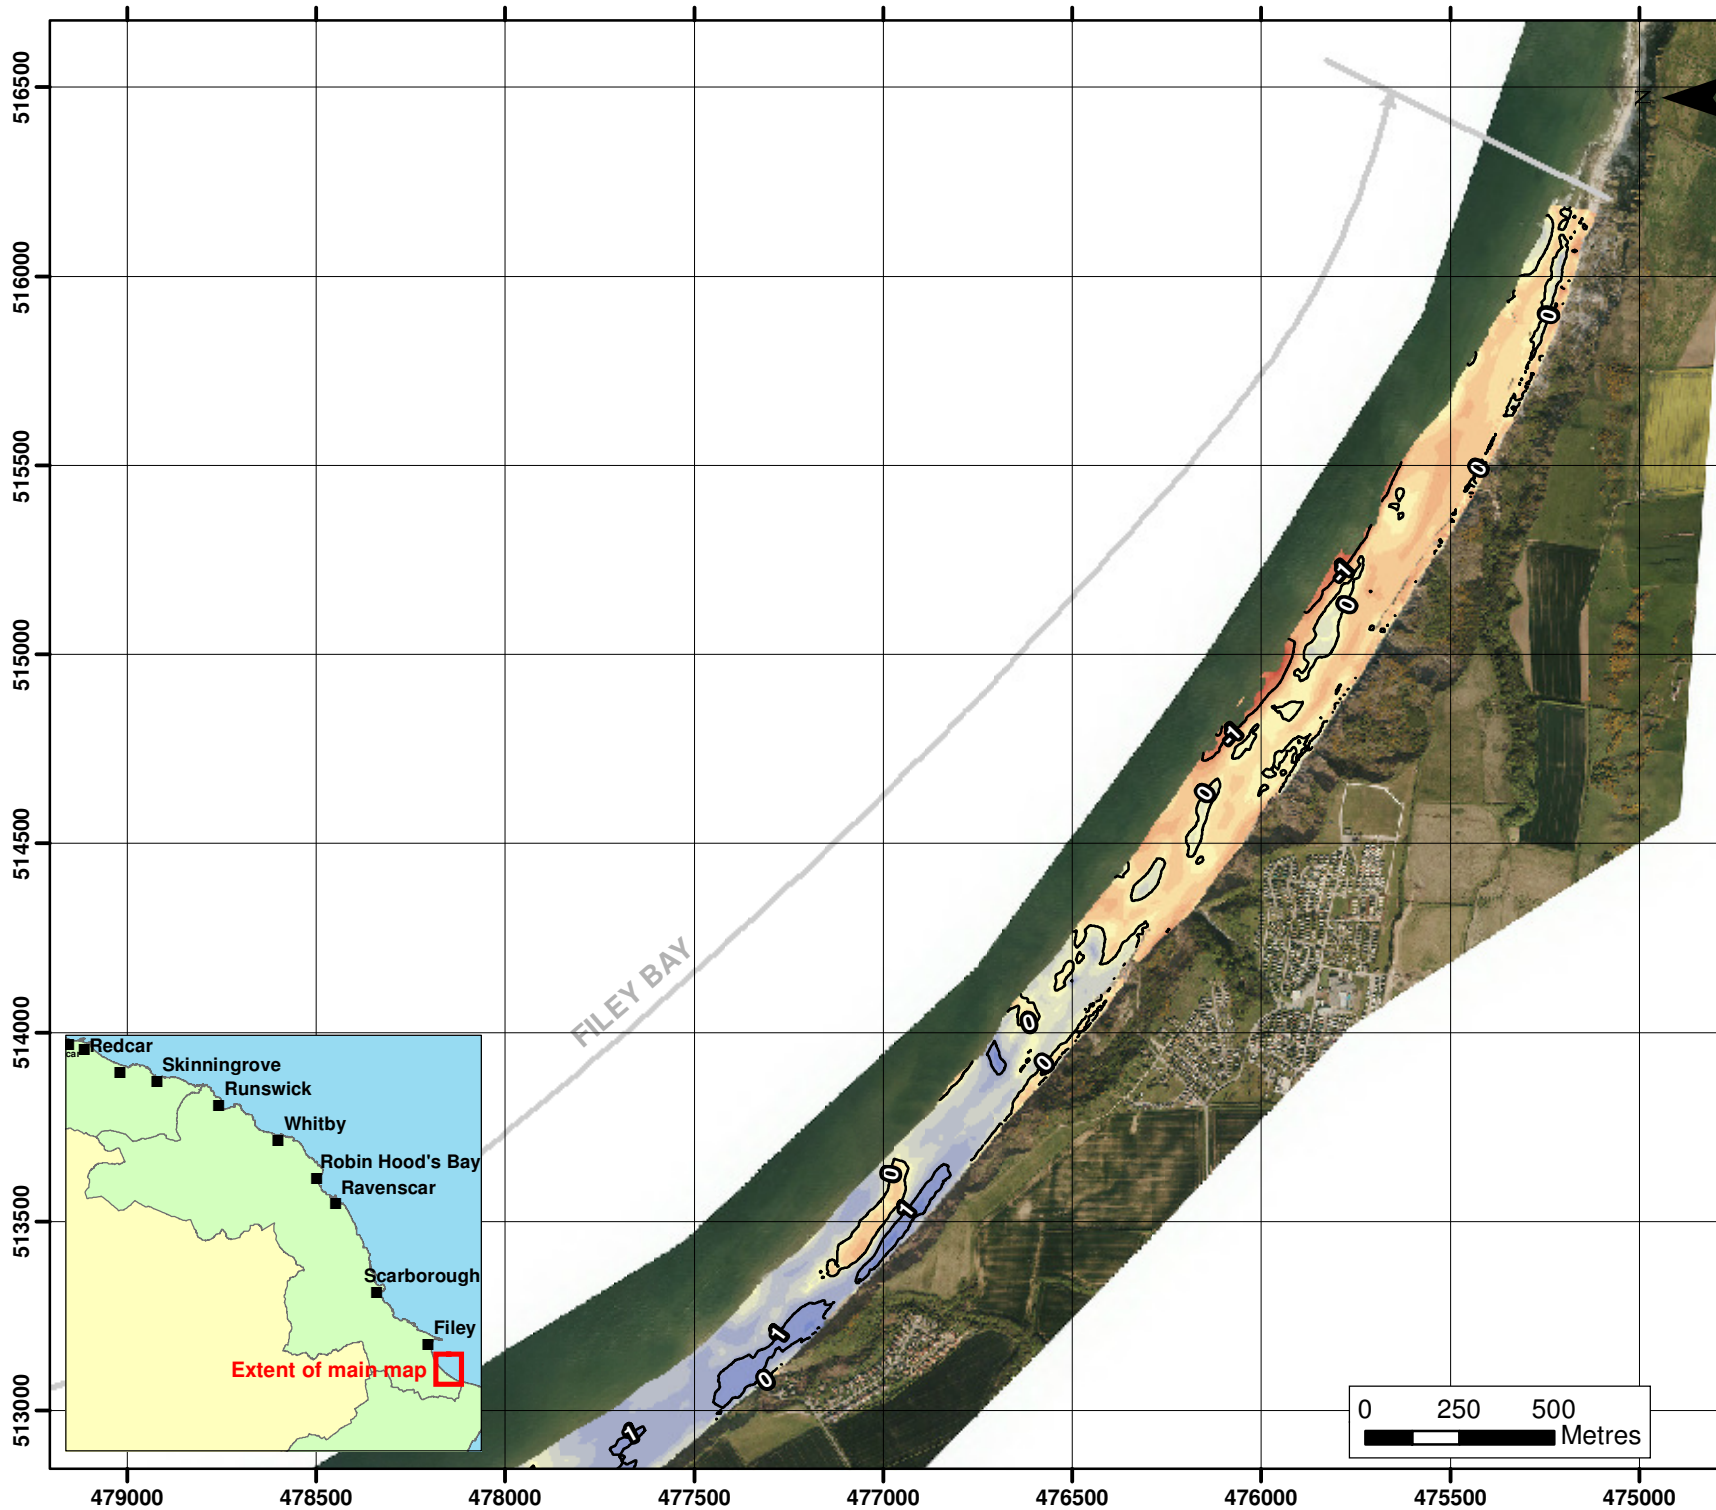 516500
516000
515500
515000
514500
514000
513500
513000
N
0
0
-1
0
-1
0
0
0
0
1
1
0
1
FILEY BAY
car
Redcar
Skinningrove
Runswick
Whitby
Robin Hood's Bay
Ravenscar
Scarborough
Filey
Extent of main map
0 250 500
Metres
479000 478500 478000 477500 477000 476500 476000 475500 475000